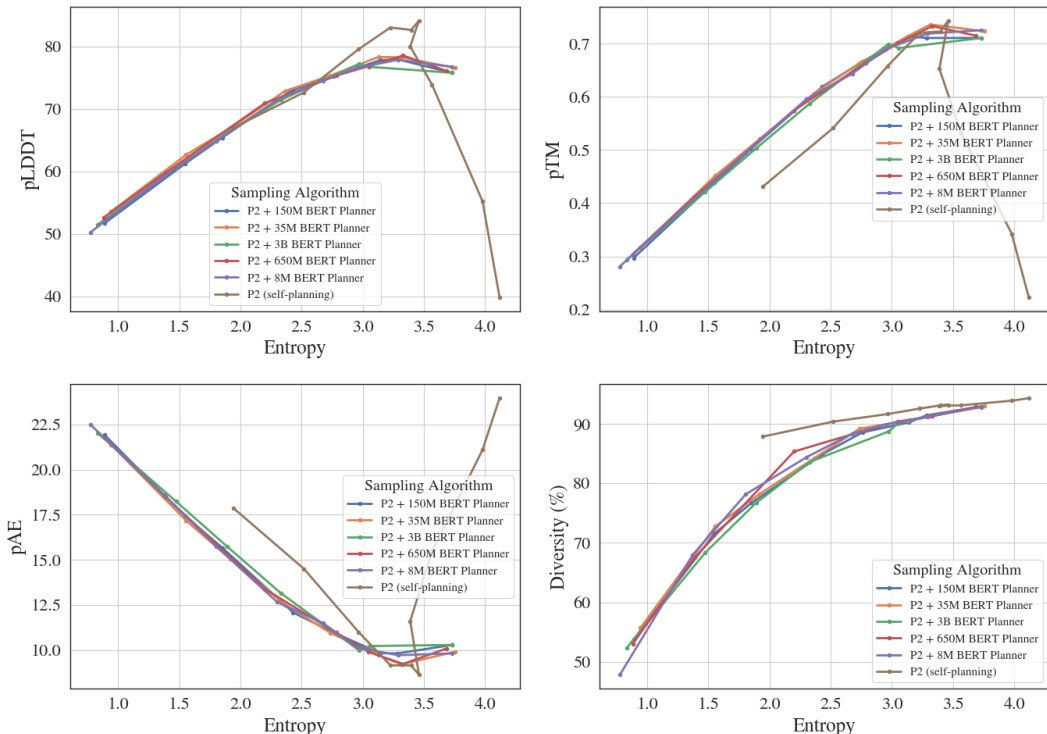 pLDDT
80
70
60
50
40
1.0 1.5 2.0 2.5 3.0 3.5 4.0
Entropy
Sampling Algorithm
P2 + 150M BERT Planner
P2 + 35M BERT Planner
P2 + 3B BERT Planner
P2 + 650M BERT Planner
P2 + 8M BERT Planner
P2 (self-planning)
pTM
0.7
0.6
0.5
0.4
0.3
0.2
1.0 1.5 2.0 2.5 3.0 3.5 4.0
Entropy
Sampling Algorithm
P2 + 150M BERT Planner
P2 + 35M BERT Planner
P2 + 3B BERT Planner
P2 + 650M BERT Planner
P2 + 8M BERT Planner
P2 (self-planning)
pAE
22.5
20.0
17.5
15.0
12.5
10.0
1.0 1.5 2.0 2.5 3.0 3.5 4.0
Entropy
Sampling Algorithm
P2 + 150M BERT Planner
P2 + 35M BERT Planner
P2 + 3B BERT Planner
P2 + 650M BERT Planner
P2 + 8M BERT Planner
P2 (self-planning)
Diversity (%)
90
80
70
60
50
1.0 1.5 2.0 2.5 3.0 3.5 4.0
Entropy
Sampling Algorithm
P2 + 150M BERT Planner
P2 + 35M BERT Planner
P2 + 3B BERT Planner
P2 + 650M BERT Planner
P2 + 8M BERT Planner
P2 (self-planning)